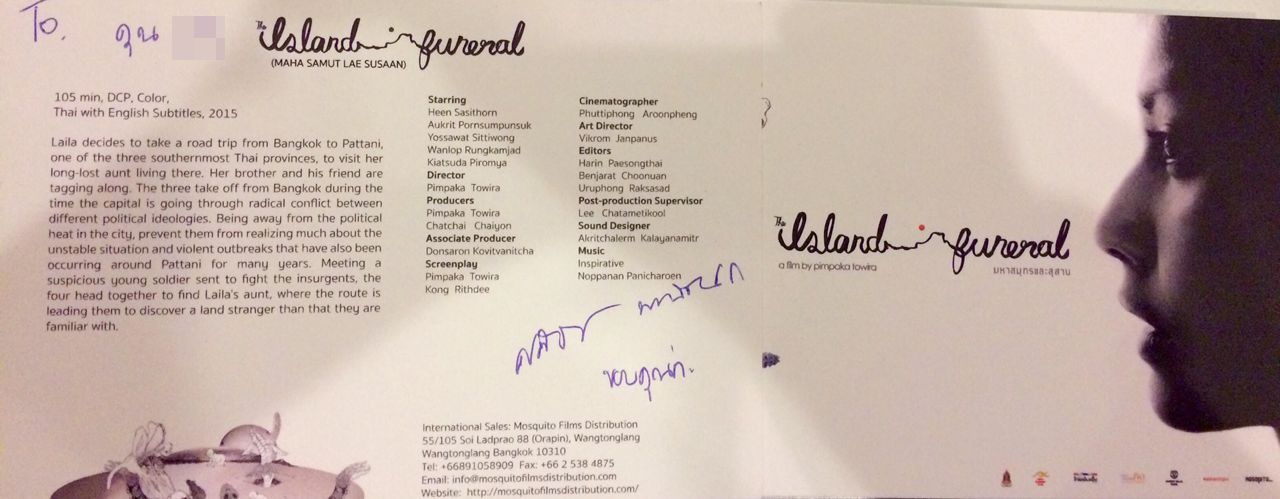 To. คุณ
The Island funeral
(MAHA SAMUT LAE SUSAAN)
105 min, DCP, Color,
Thai with English Subtitles, 2015
Laila decides to take a road trip from Bangkok to Pattani,
one of the three southernmost Thai provinces, to visit her
long-lost aunt living there. Her brother and his friend are
tagging along. The three take off from Bangkok during the
time the capital is going through radical conflict between
different political ideologies. Being away from the political
heat in the city, prevent them from realizing much about the
unstable situation and violent outbreaks that have also been
occurring around Pattani for many years. Meeting a
suspicious young soldier sent to fight the insurgents, the
four head together to find Laila's aunt, where the route is
leading them to discover a land stranger than that they are
familiar with.
Starring
Heen Sasithorn
Aukrit Pornsumpunsuk
Yossawat Sittiwong
Wanlop Rungkamjad
Kiatsuda Piromya
Director
Pimpaka Towira
Producers
Pimpaka Towira
Chatchai Chaiyon
Associate Producer
Donsaron Kovitvanitcha
Screenplay
Pimpaka Towira
Kong Rithdee
Cinematographer
Phuttiphong Aroonpheng
Art Director
Vikrom Janpanus
Editors
Harin Paesongthai
Benjarat Choonuan
Uruphong Raksasad
Post-production Supervisor
Lee Chatametikool
Sound Designer
Akritchalerm Kalayanamitr
Music
Inspirative
Noppanan Panicharoen
ขอบคุณค่ะ
International Sales: Mosquito Films Distribution
55/105 Soi Ladprao 88 (Orapin), Wangtonglang
Wangtonglang Bangkok 10310
Tel: +66891058909 Fax: +66 2 538 4875
Email: info@mosquitofilmsdistribution.com
Website: http://mosquitofilmsdistribution.com/
The Island funeral
a film by pimpaka towira
มหาสมุทรและสุสาน